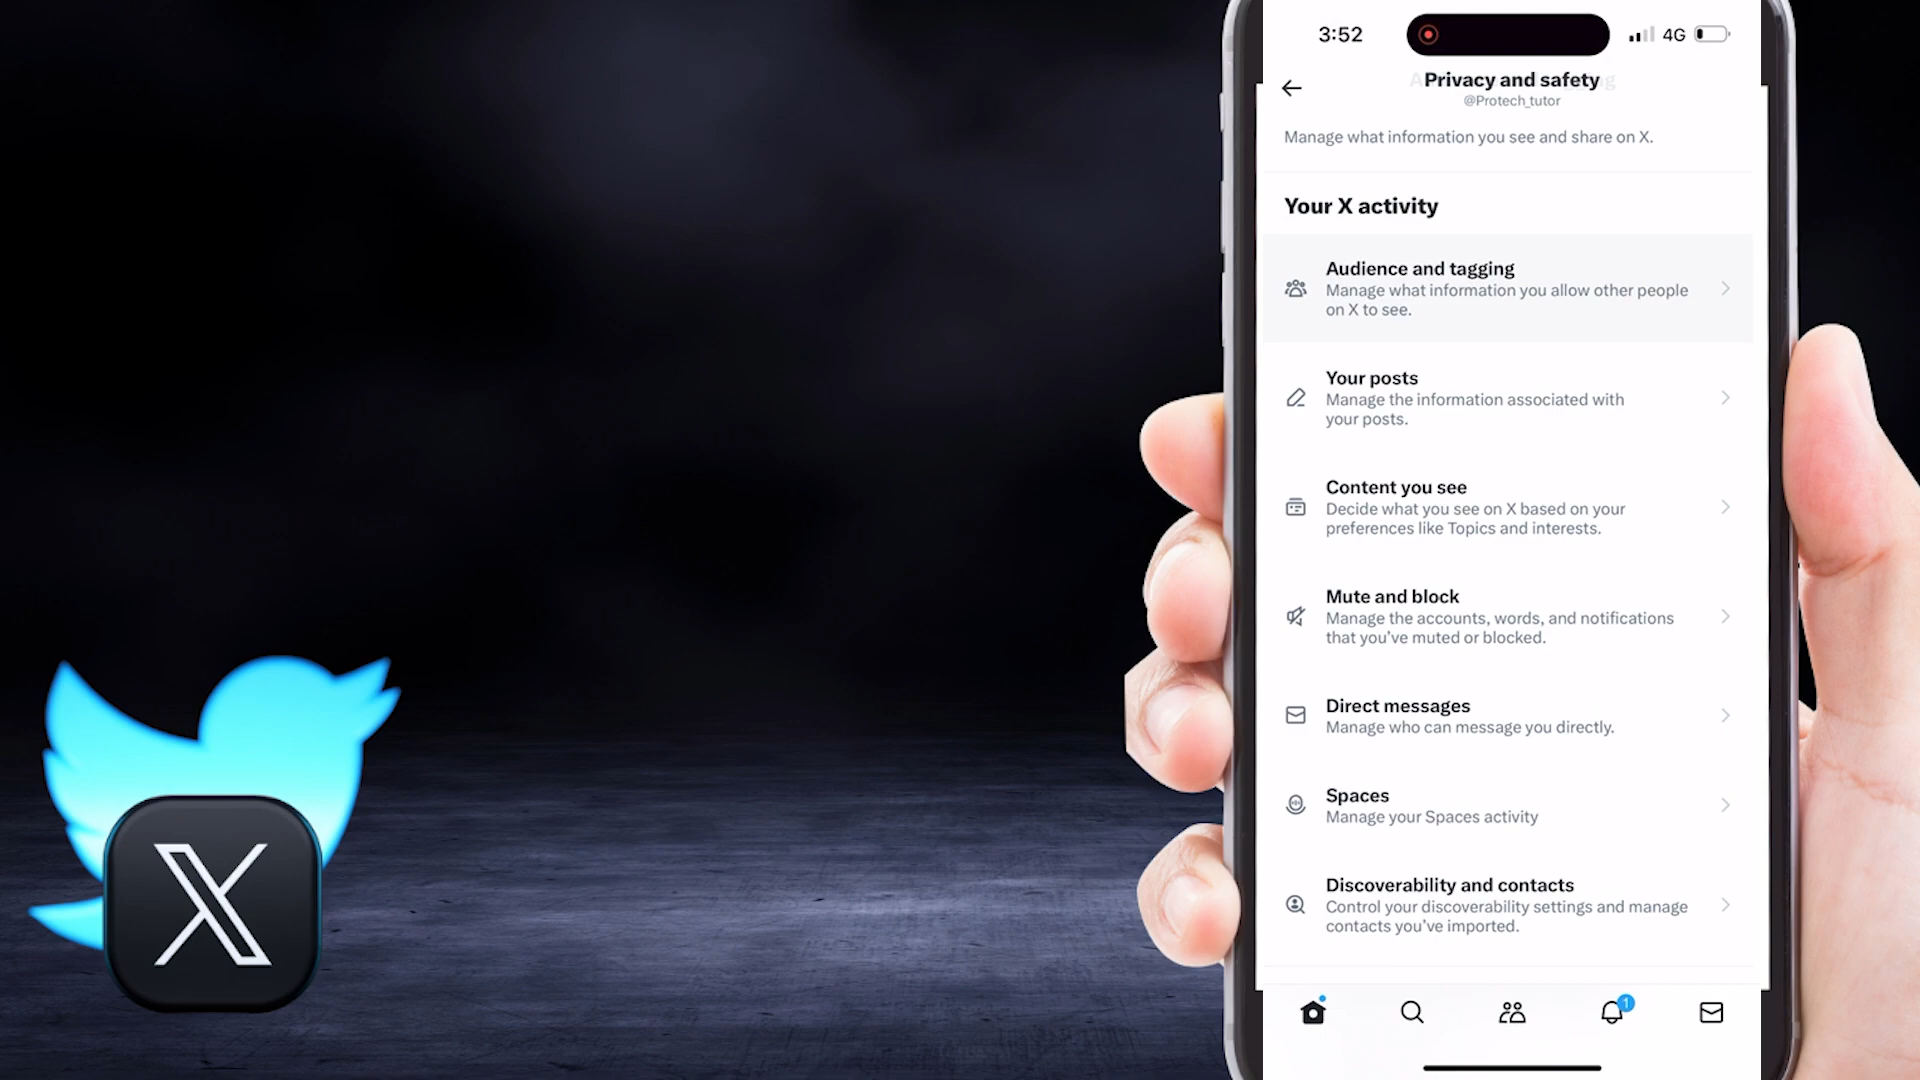 3:52
4G
Privacy and safety
@Protech_tutor
Manage what information you see and share on X.
Your X activity
Audience and tagging
Manage what information you allow other people
on X to see.
Your posts
Manage the information associated with
your posts.
Content you see
Decide what you see on X based on your
preferences like Topics and interests.
Mute and block
Manage the accounts, words, and notifications
that you’ve muted or blocked.
Direct messages
Manage who can message you directly.
Spaces
Manage your Spaces activity
Discoverability and contacts
Control your discoverability settings and manage
contacts you’ve imported.
1
X